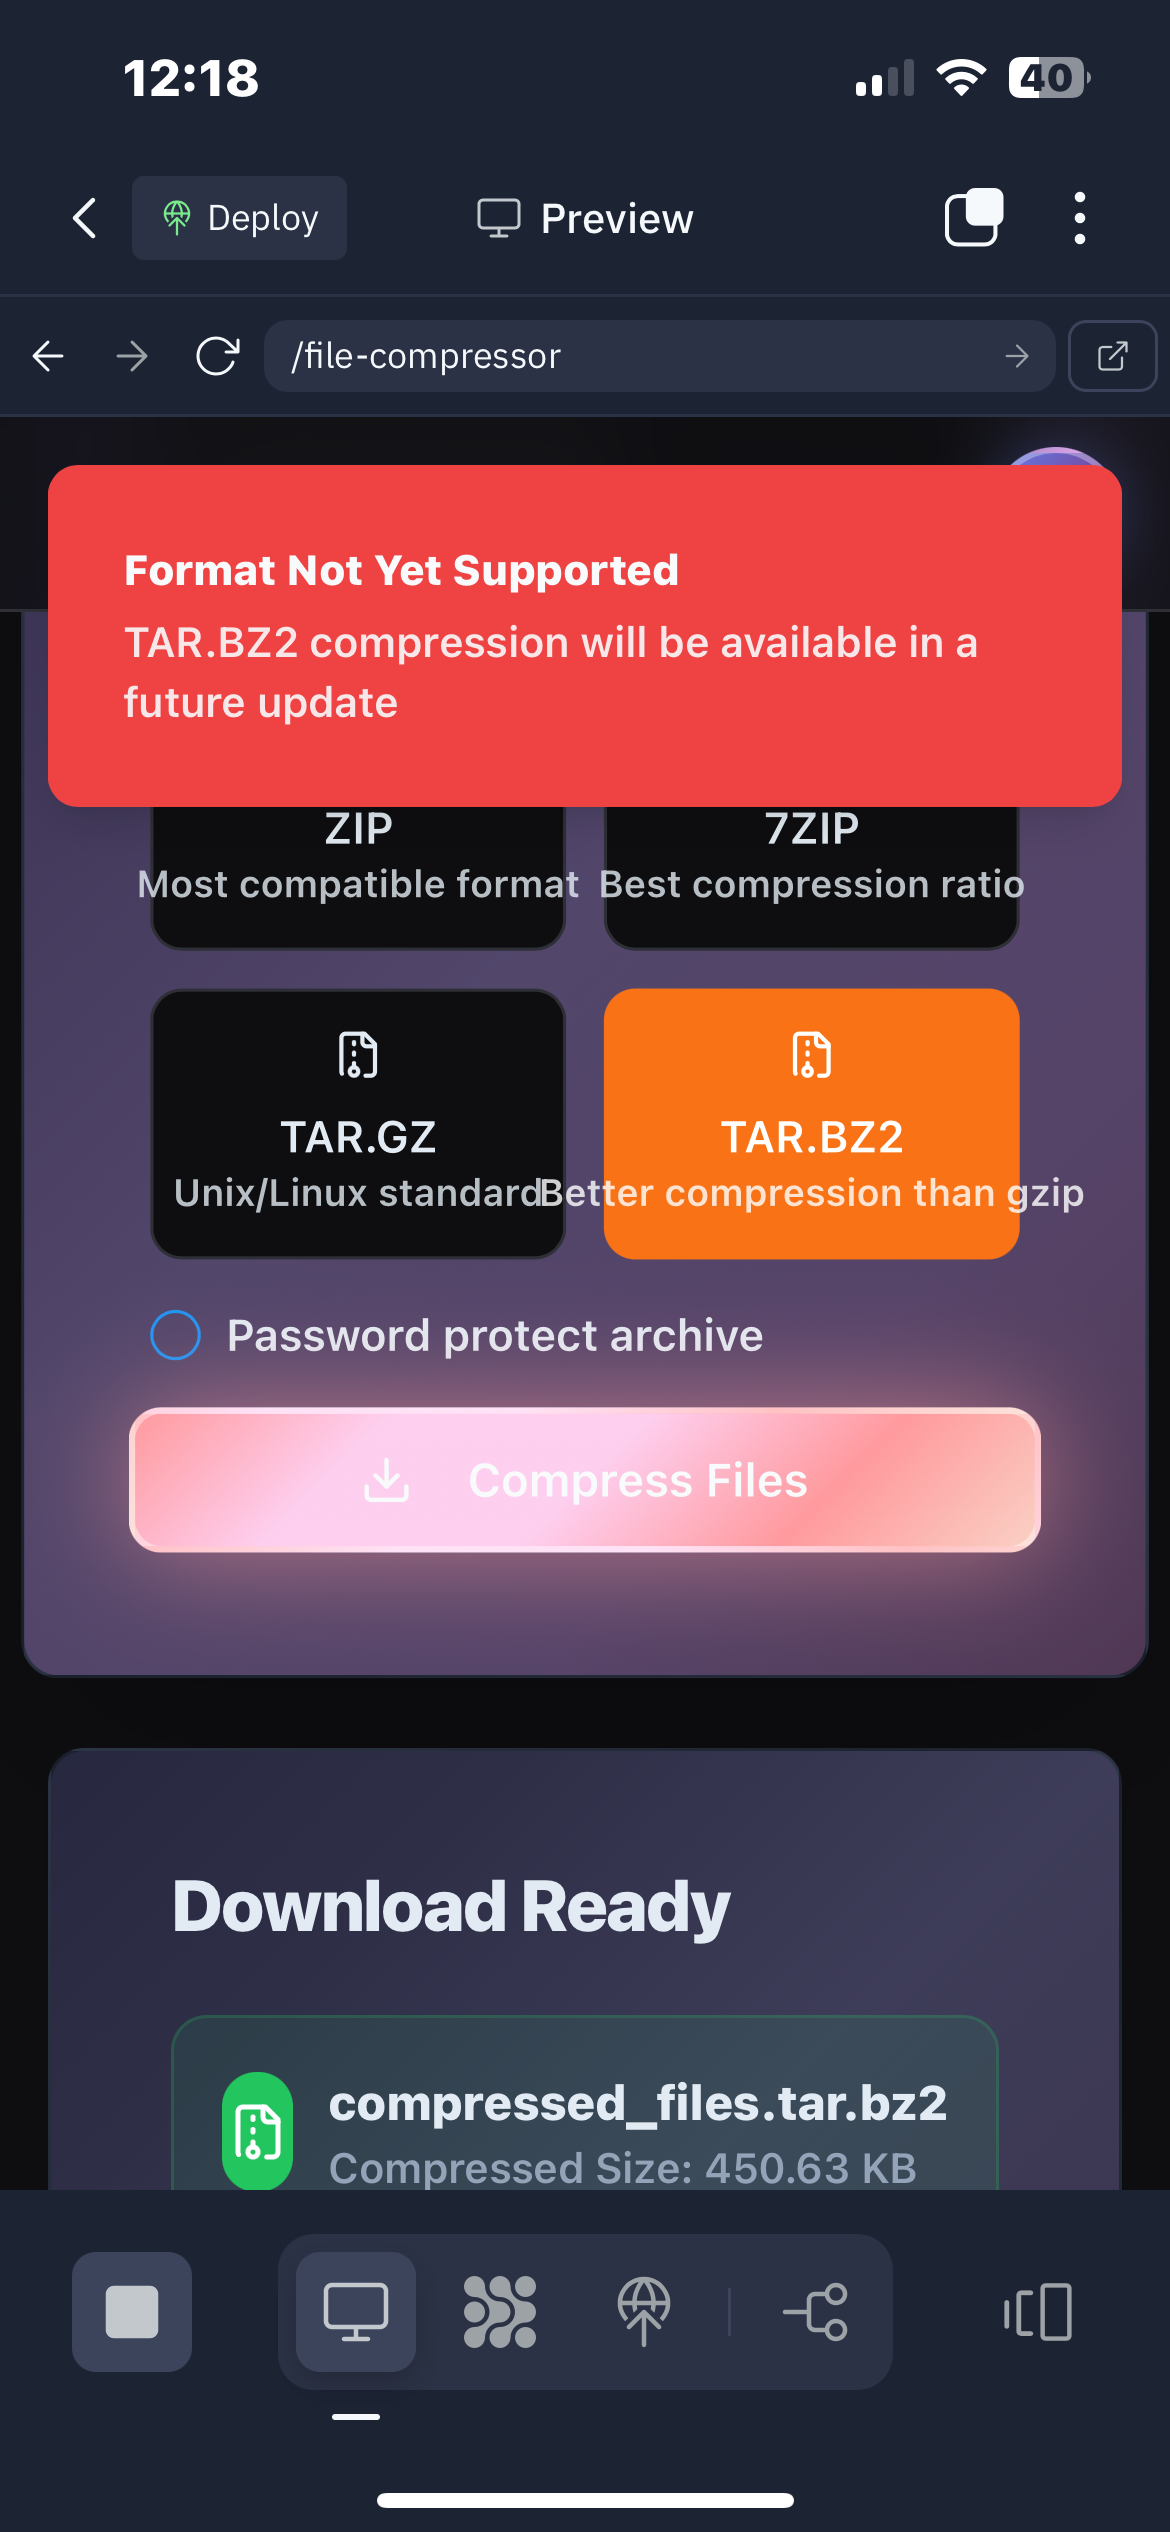 12:18
40
Deploy
Preview
/file-compressor
Format Not Yet Supported
TAR.BZ2 compression will be available in a
future update
ZIP
7ZIP
Most compatible format
Best compression ratio
TAR.GZ
TAR.BZ2
Unix/Linux standard
Better compression than gzip
Password protect archive
Compress Files
Download Ready
compressed_files.tar.bz2
Compressed Size: 450.63 KB